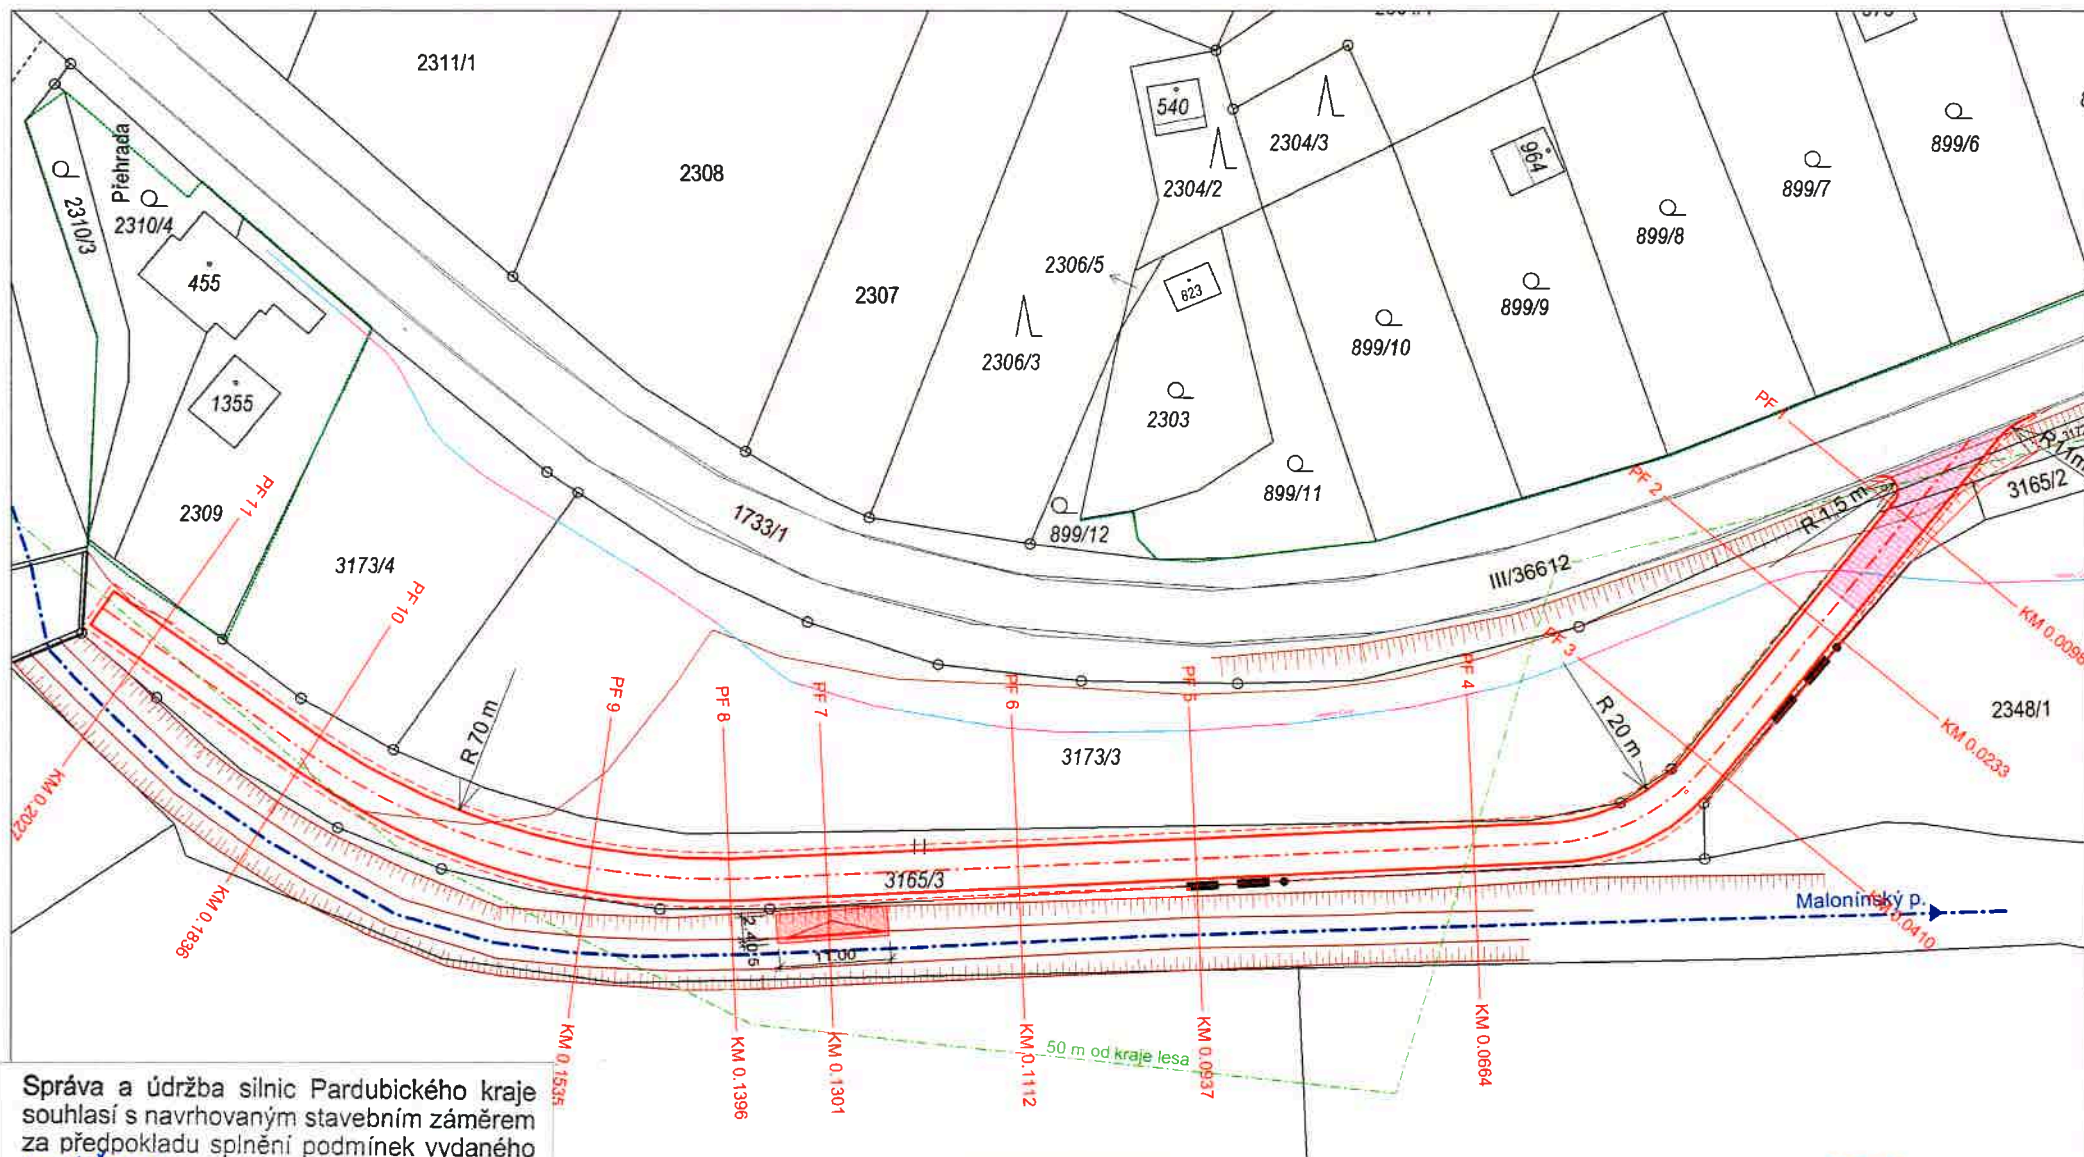 2311/1
2308
2307
540
2304/3
2304/2
964
899/6
899/7
899/8
899/9
899/10
899/11
899/12
2306/5
2306/3
823
2303
Přehrada
2310/3
2310/4
455
1355
2309
3173/4
1733/1
III/36612
3165/2
R 1,5 m
R 20 m
R 70 m
3173/3
3165/3
2348/1
PF 1
PF 2
PF 3
PF 4
PF 5
PF 6
PF 7
PF 8
PF 9
PF 10
PF 11
KM 0.0098
KM 0.0233
KM 0.0410
KM 0.0664
KM 0.0937
KM 0.1112
KM 0.1301
KM 0.1396
KM 0.1535
KM 0.1836
KM 0.2027
11.00
Malonínský p.
50 m od kraje lesa
Správa a údržba silnic Pardubického kraje
souhlasí s navrhovaným stavebním záměrem
za předpokladu splnění podmínek vydaného